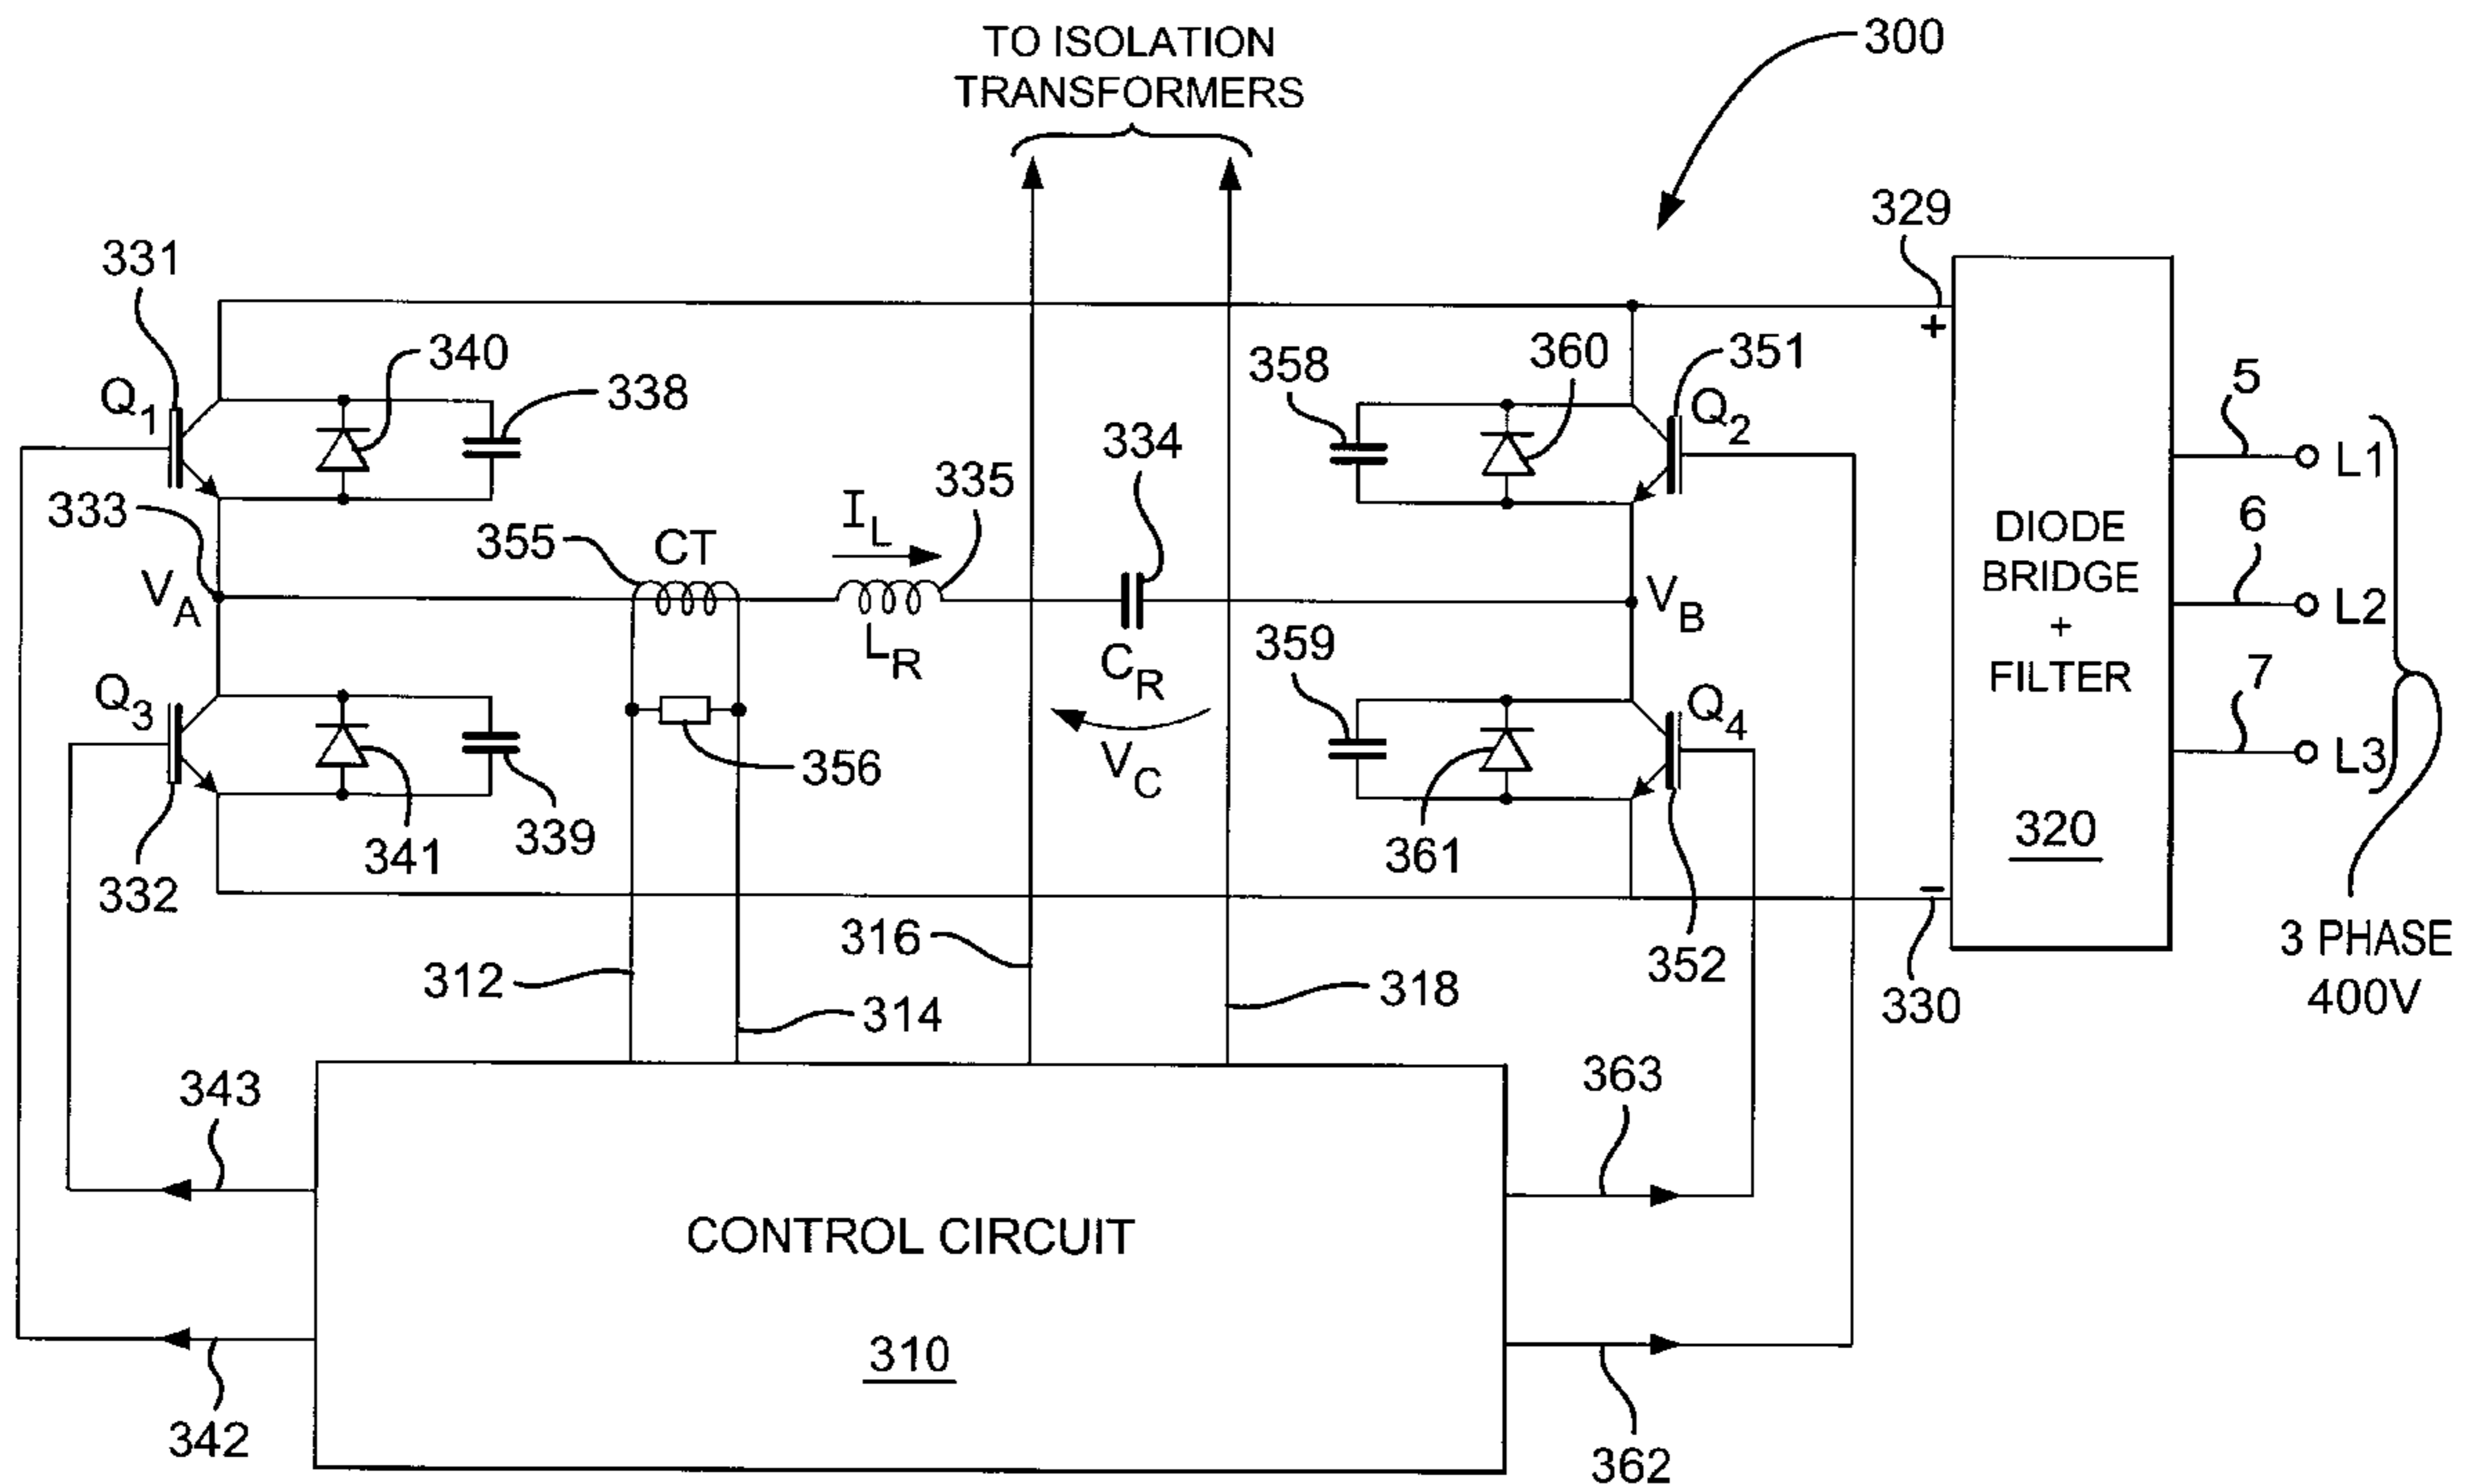 TO ISOLATION
TRANSFORMERS
300
329
331
340
338
Q1
358
360
351
Q2
334
335
333
355
CT
IL
VA
LR
CR
VB
VC
359
Q3
Q4
356
339
341
332
361
352
+
-
5
6
7
L1
L2
L3
DIODE
BRIDGE
+
FILTER
320
3 PHASE
400V
330
316
312
314
318
343
342
363
362
CONTROL CIRCUIT
310